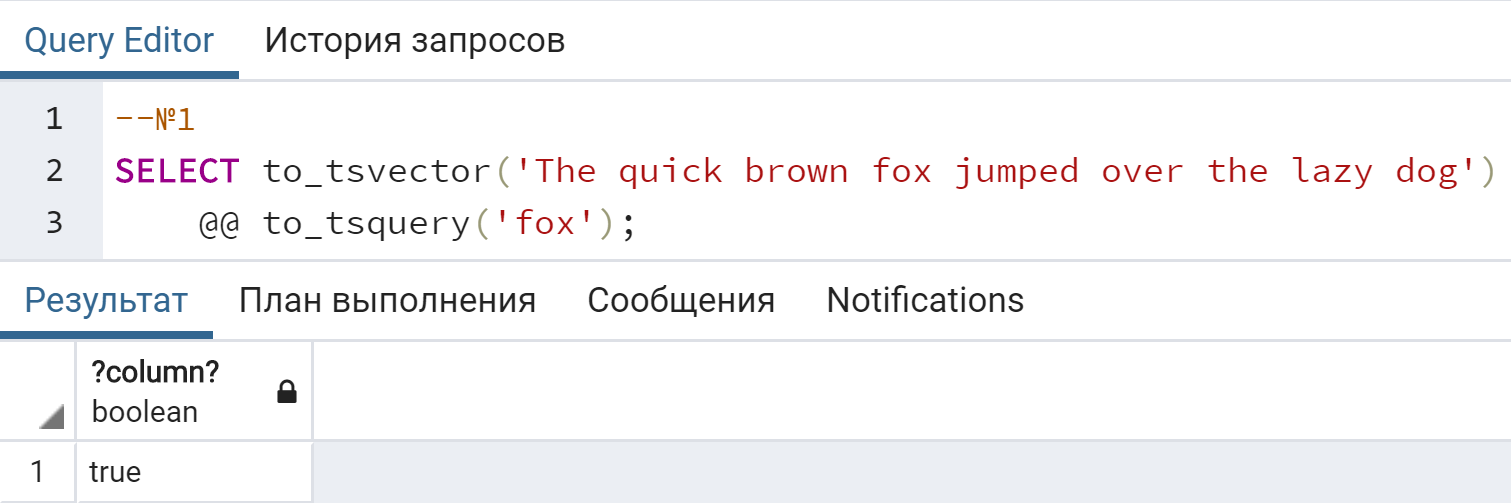 Query Editor История запросов
1 --№1
2 SELECT to_tsvector('The quick brown fox jumped over the lazy dog')
3 @@ to_tsquery('fox');
Результат План выполнения Сообщения Notifications
?column?
boolean
1 true